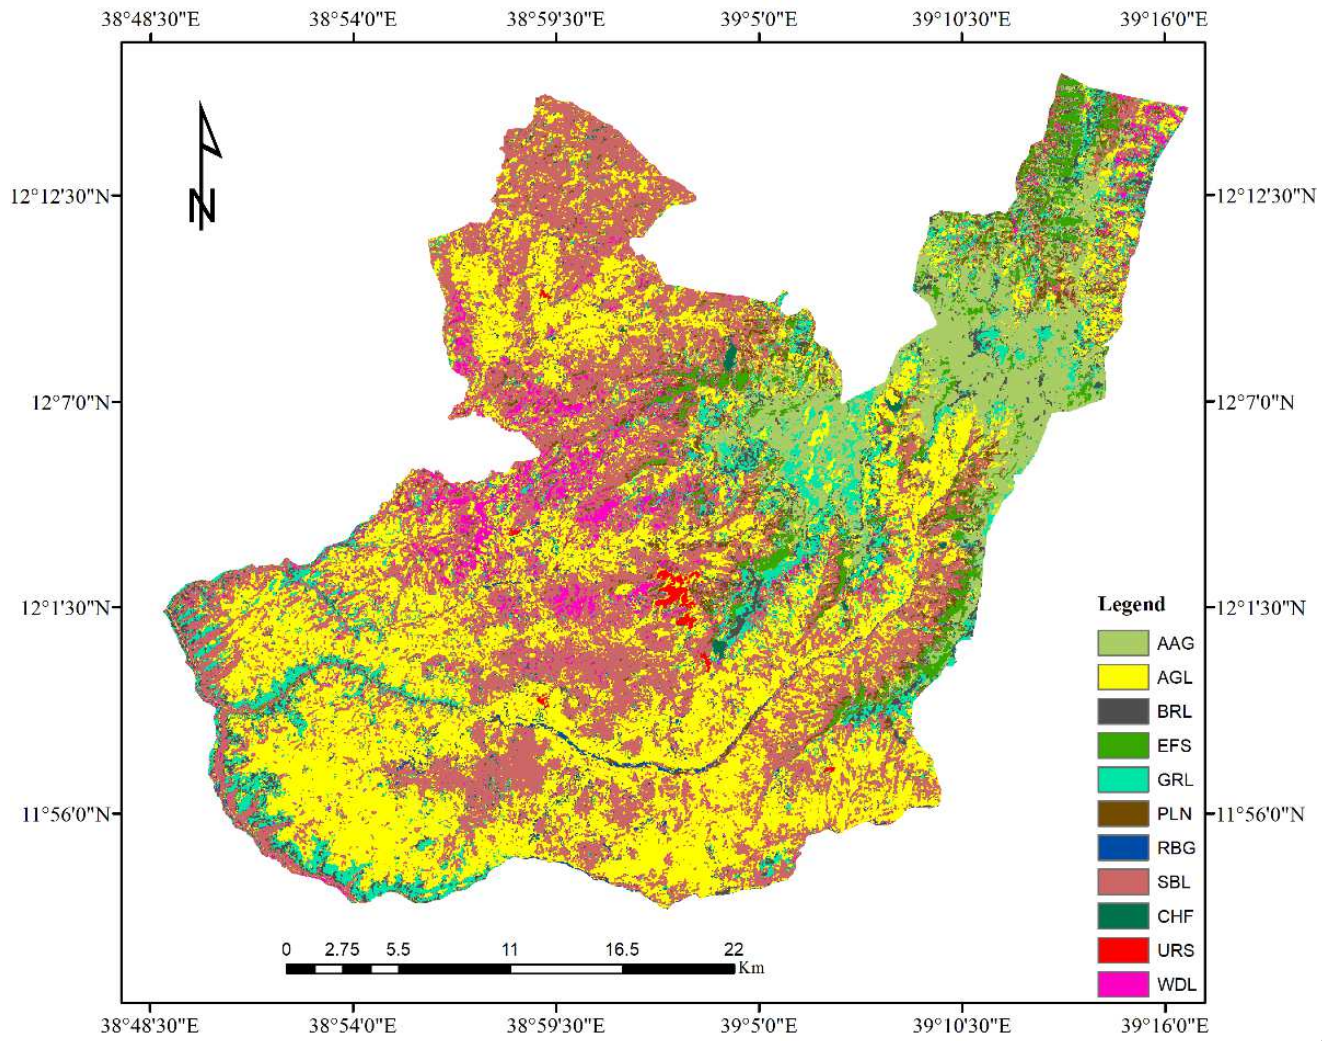 38°48'30"E 38°54'0"E 38°59'30"E 39°5'0"E 39°10'30"E 39°16'0"E
N
12°12'30"N 12°12'30"N
12°7'0"N 12°7'0"N
12°1'30"N 12°1'30"N
11°56'0"N 11°56'0"N
Legend
AAG
AGL
BRL
EFS
GRL
PLN
RBG
SBL
CHF
URS
WDL
0 2.75 5.5 11 16.5 22
Km
38°48'30"E 38°54'0"E 38°59'30"E 39°5'0"E 39°10'30"E 39°16'0"E